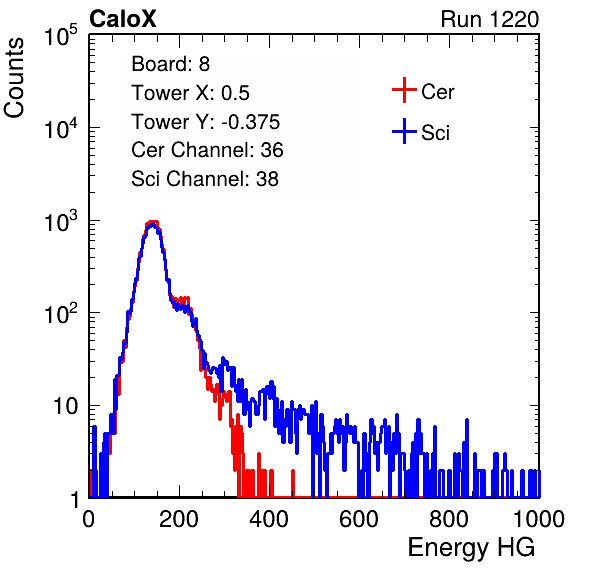 CaloX Run 1220
Counts
Board: 8
Tower X: 0.5
Tower Y: -0.375
Cer Channel: 36
Sci Channel: 38
Cer
Sci
10^5
10^4
10^3
10^2
10
1
0 200 400 600 800 1000
Energy HG